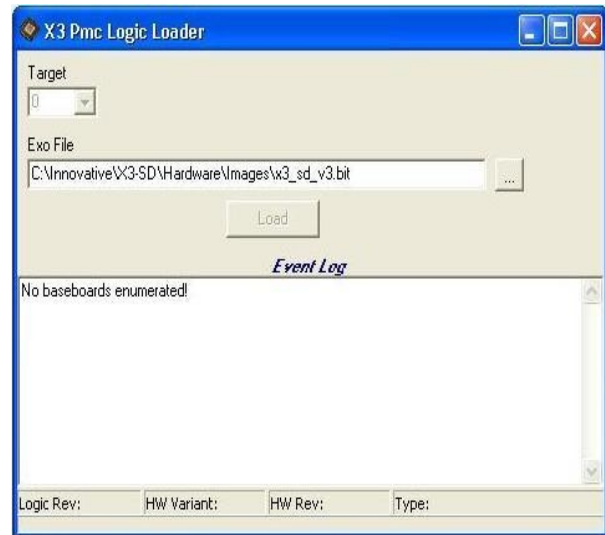 X3 Pmc Logic Loader
Target
0
Exo File
C:\Innovative\X3-SD\Hardware\Images\x3_sd_v3.bit
...
Load
Event Log
No baseboards enumerated!
Logic Rev: HW Variant: HW Rev: Type: